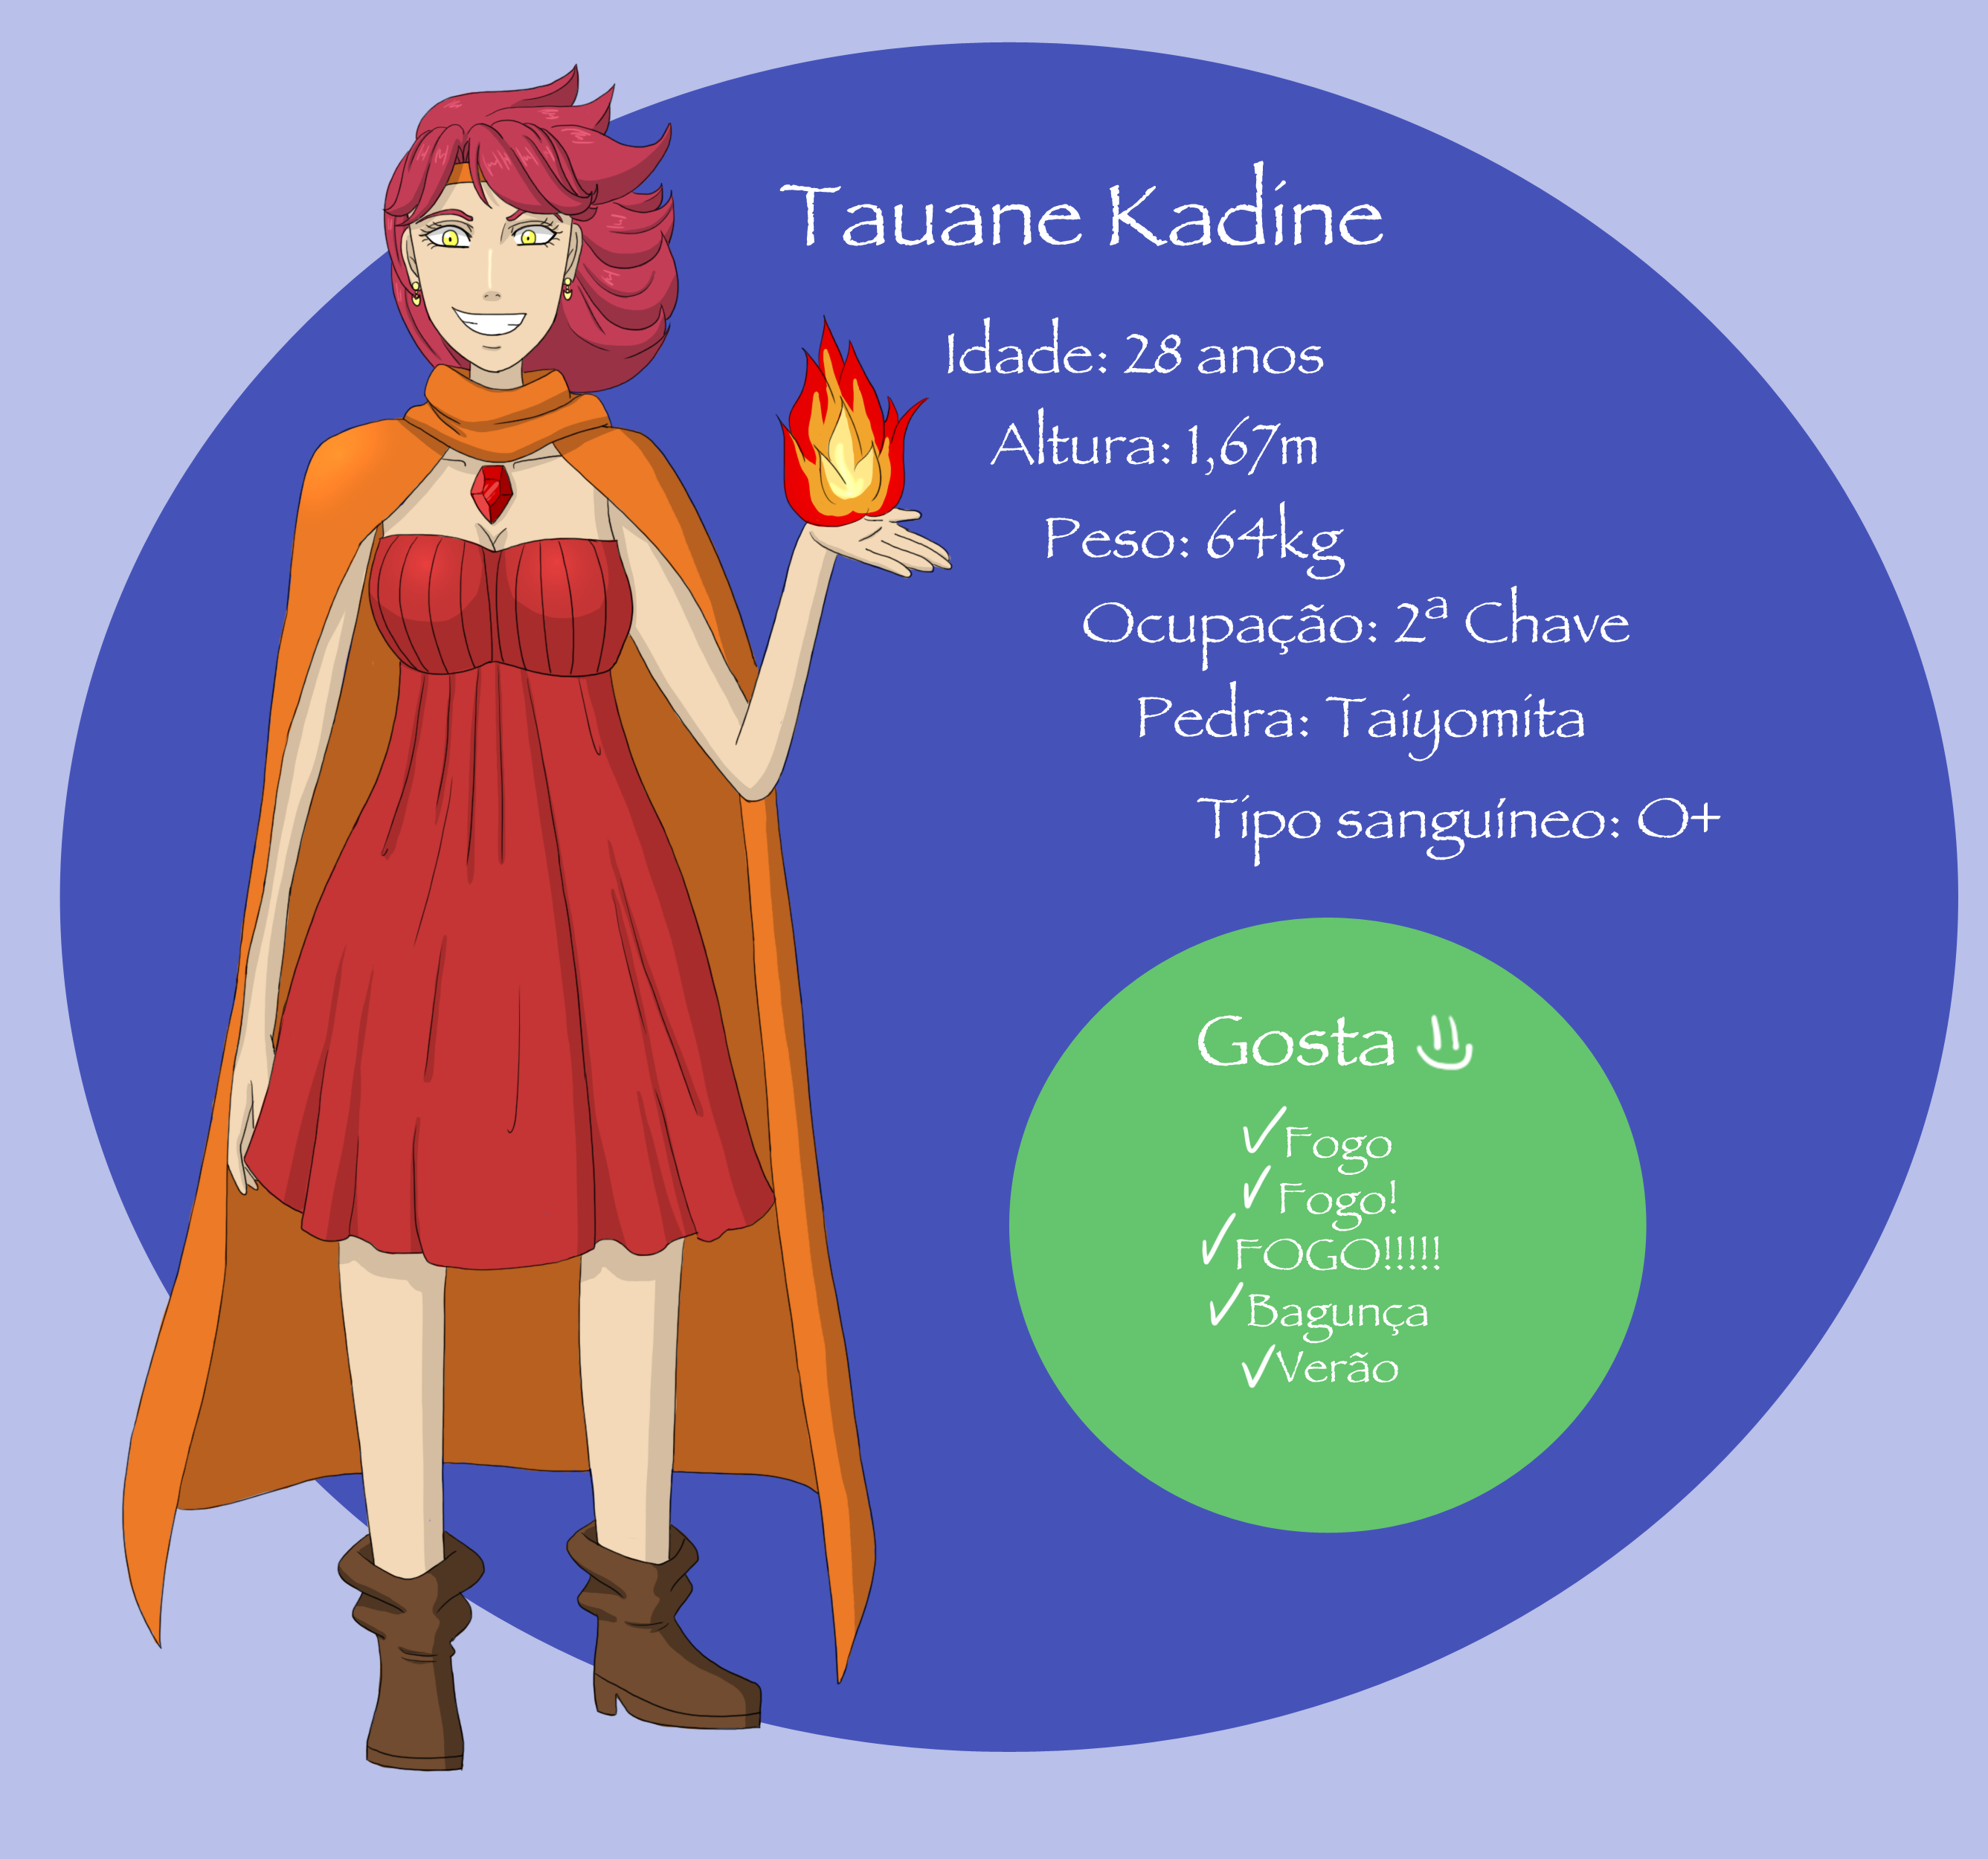 Tauane Kadine
Idade: 28 anos
Altura: 1,67m
Peso: 64kg
Ocupação: 2ª Chave
Pedra: Taiyomita
Tipo sanguíneo: O+
Gosta
✓Fogo
✓Fogo!
✓FOGO!!!!!!
✓Bagunça
✓Verão